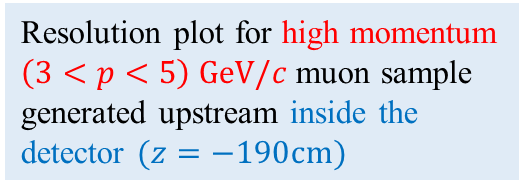 Resolution plot for high momentum
(3 < p < 5) GeV/c muon sample
generated upstream inside the
detector (z = −190cm)